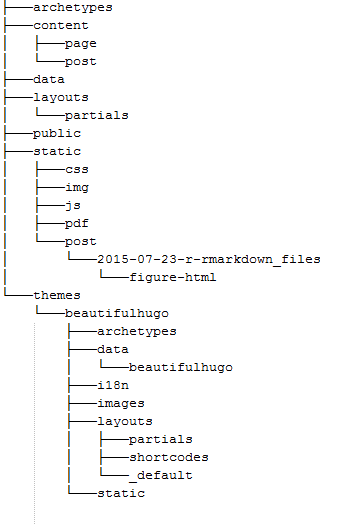 archetypes
content
page
post
data
layouts
partials
public
static
css
img
js
pdf
post
2015-07-23-r-rmarkdown_files
figure-html
themes
beautifulhugo
archetypes
data
beautifulhugo
i18n
images
layouts
partials
shortcodes
_default
static